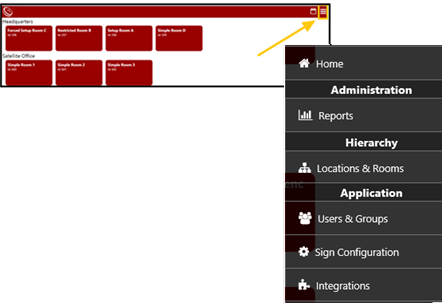 Headquarters
Forced Setup Room C
Restricted Room B
Setup Room A
Simple Room D
Satellite Office
Simple Room 1
Simple Room 2
Simple Room 3
Home
Administration
Reports
Hierarchy
Locations & Rooms
Application
Users & Groups
Sign Configuration
Integrations